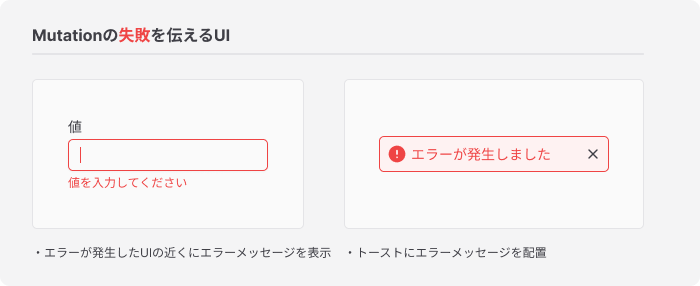 Mutationの失敗を伝えるUI
値
値を入力してください
エラーが発生しました
・エラーが発生したUIの近くにエラーメッセージを表示
・トーストにエラーメッセージを配置